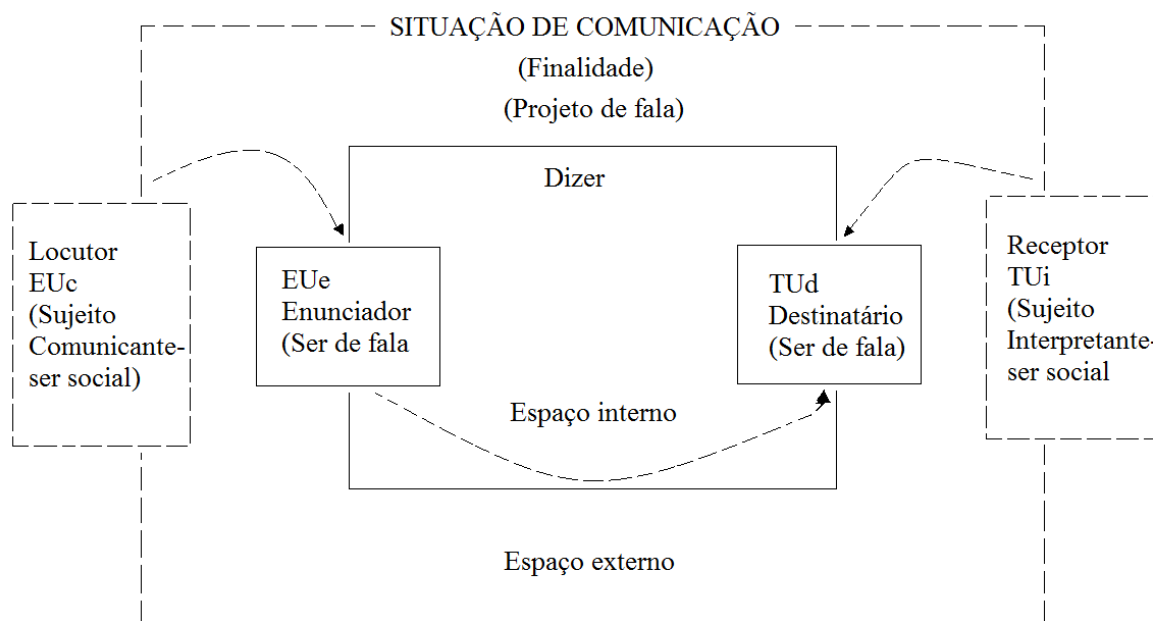 SITUAÇÃO DE COMUNICAÇÃO
(Finalidade)
(Projeto de fala)
Dizer
Locutor
EUc
(Sujeito
Comunicante-
ser social)
EUe
Enunciador
(Ser de fala
TUd
Destinatário
(Ser de fala)
Receptor
TUi
(Sujeito
Interpretante-
ser social
Espaço interno
Espaço externo